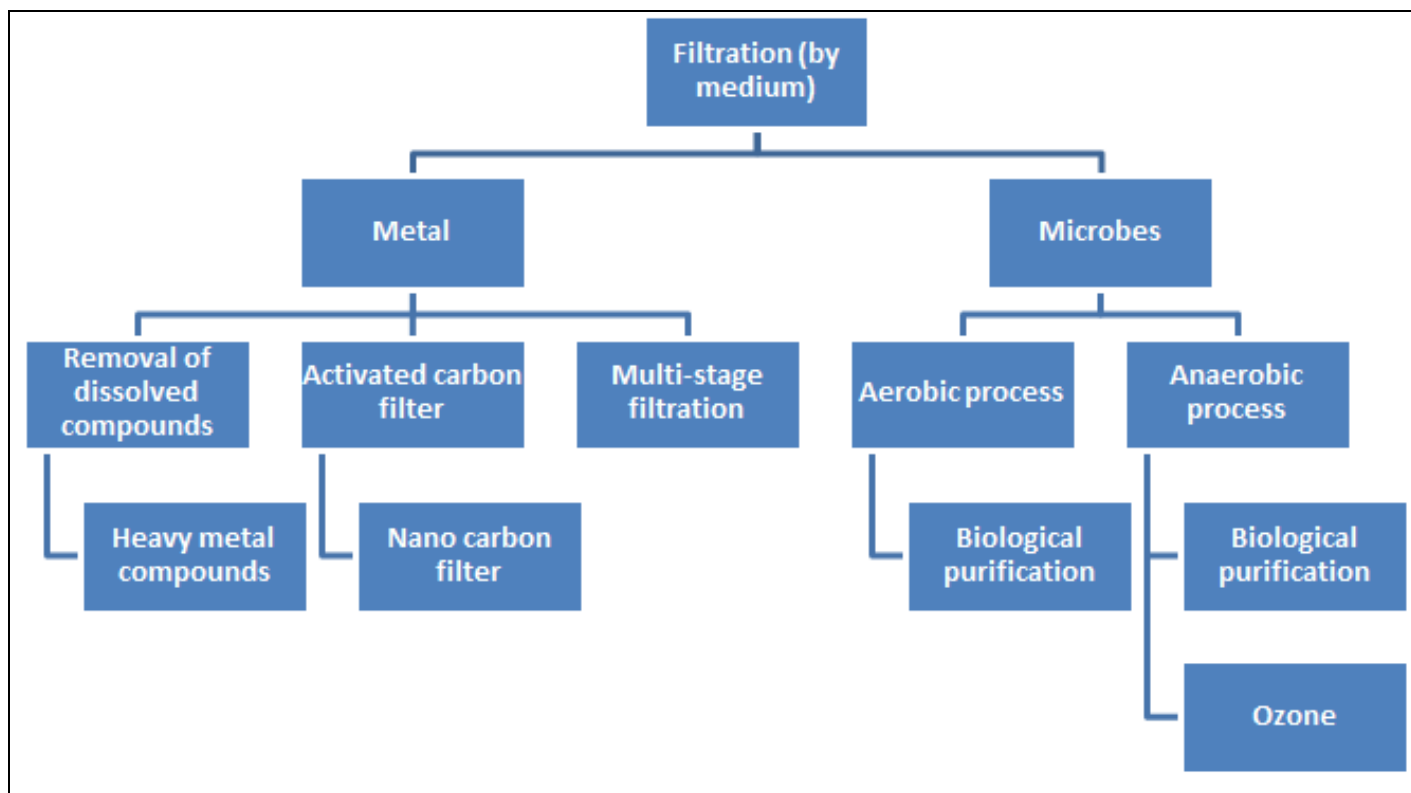 Filtration (by
medium)
Metal
Microbes
Removal of
dissolved
compounds
Activated carbon
filter
Multi-stage
filtration
Aerobic process
Anaerobic
process
Heavy metal
compounds
Nano carbon
filter
Biological
purification
Biological
purification
Ozone